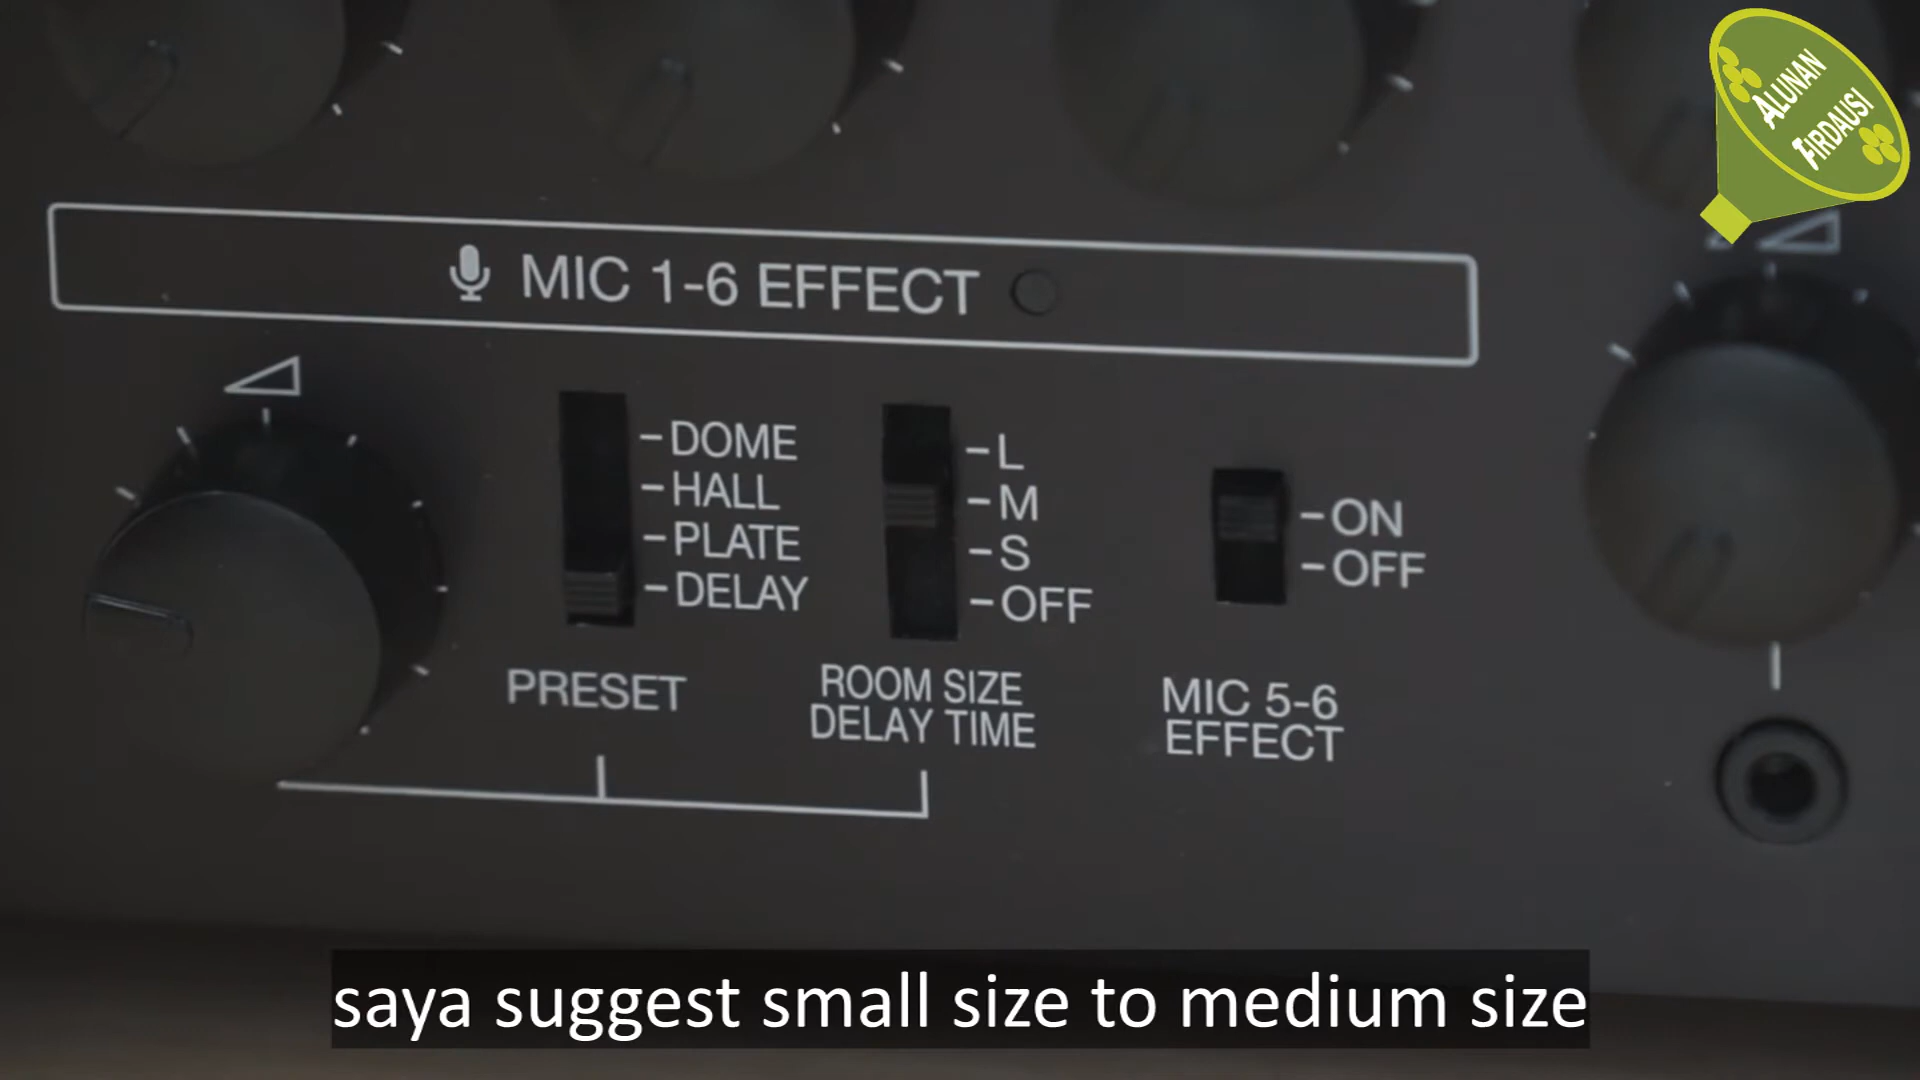 ALUNAN
FIRDAUSI
MIC 1-6 EFFECT
DOME
HALL
PLATE
DELAY
PRESET
L
M
S
OFF
ROOM SIZE
DELAY TIME
ON
OFF
MIC 5-6
EFFECT
saya suggest small size to medium size